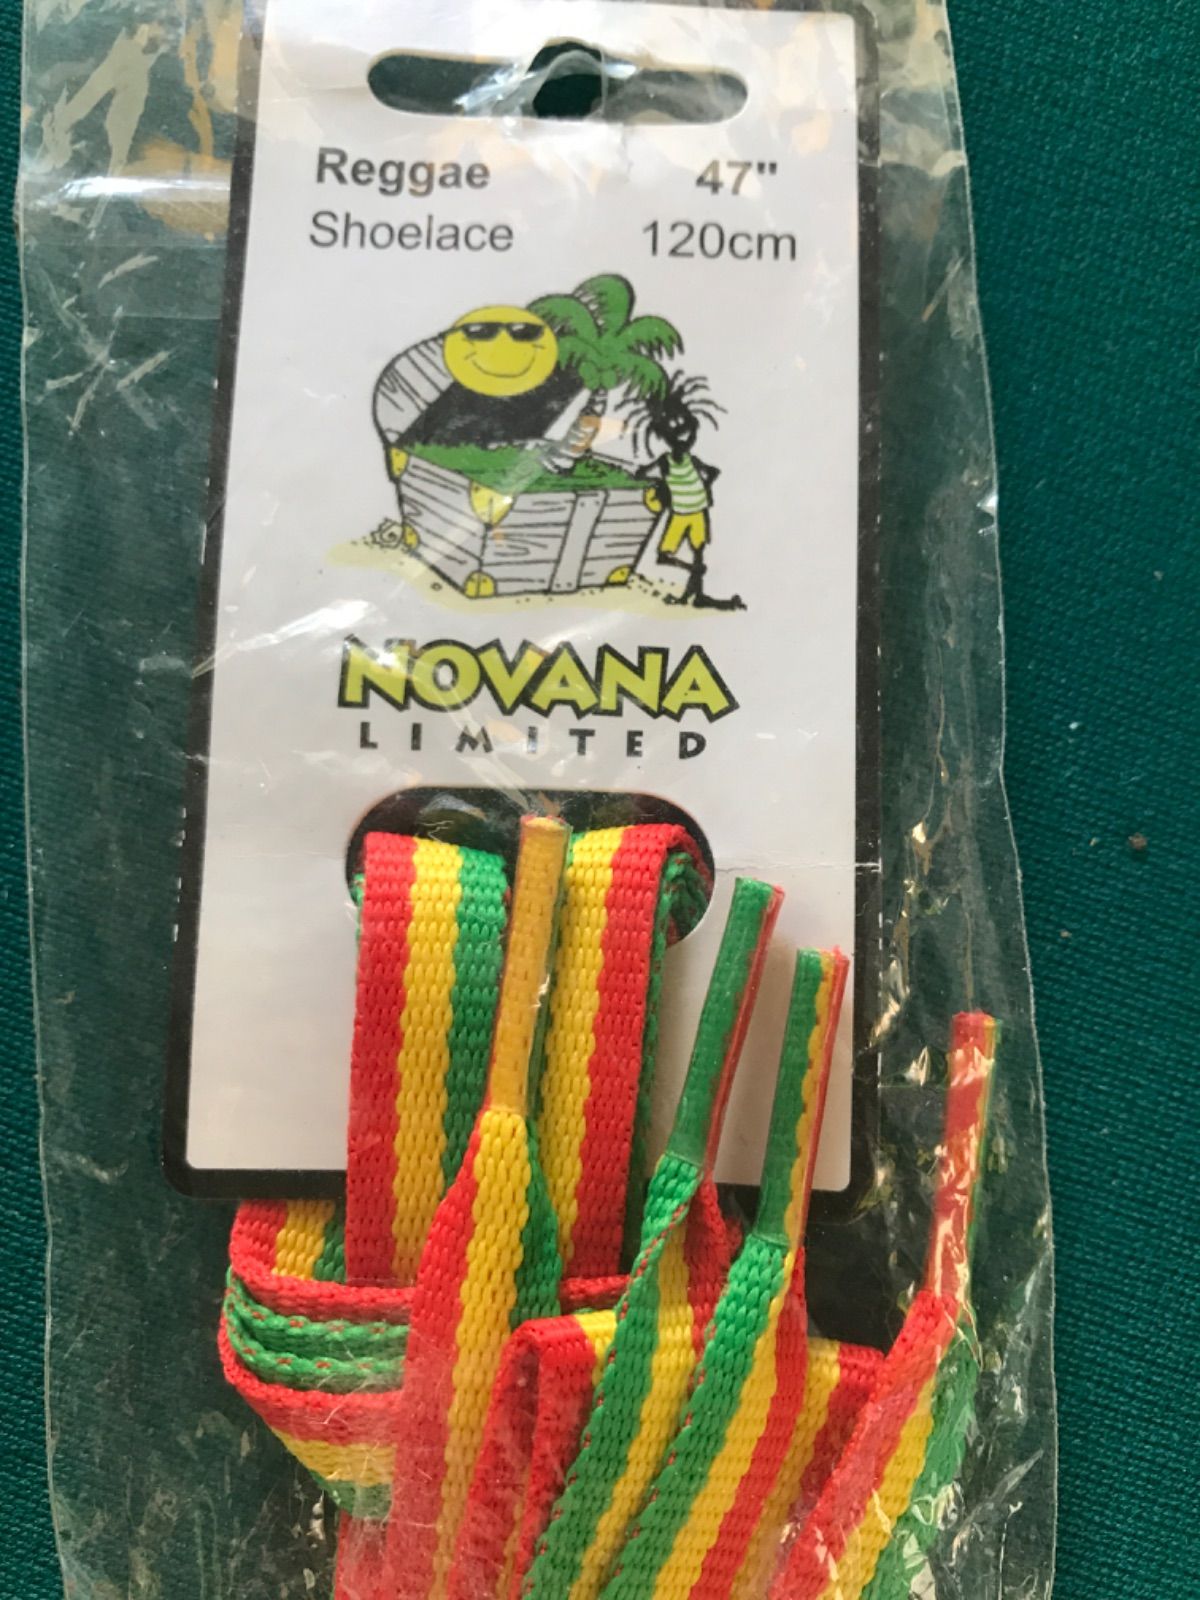 Reggae 47"
Shoelace 120cm
NOVANA
LIMITED